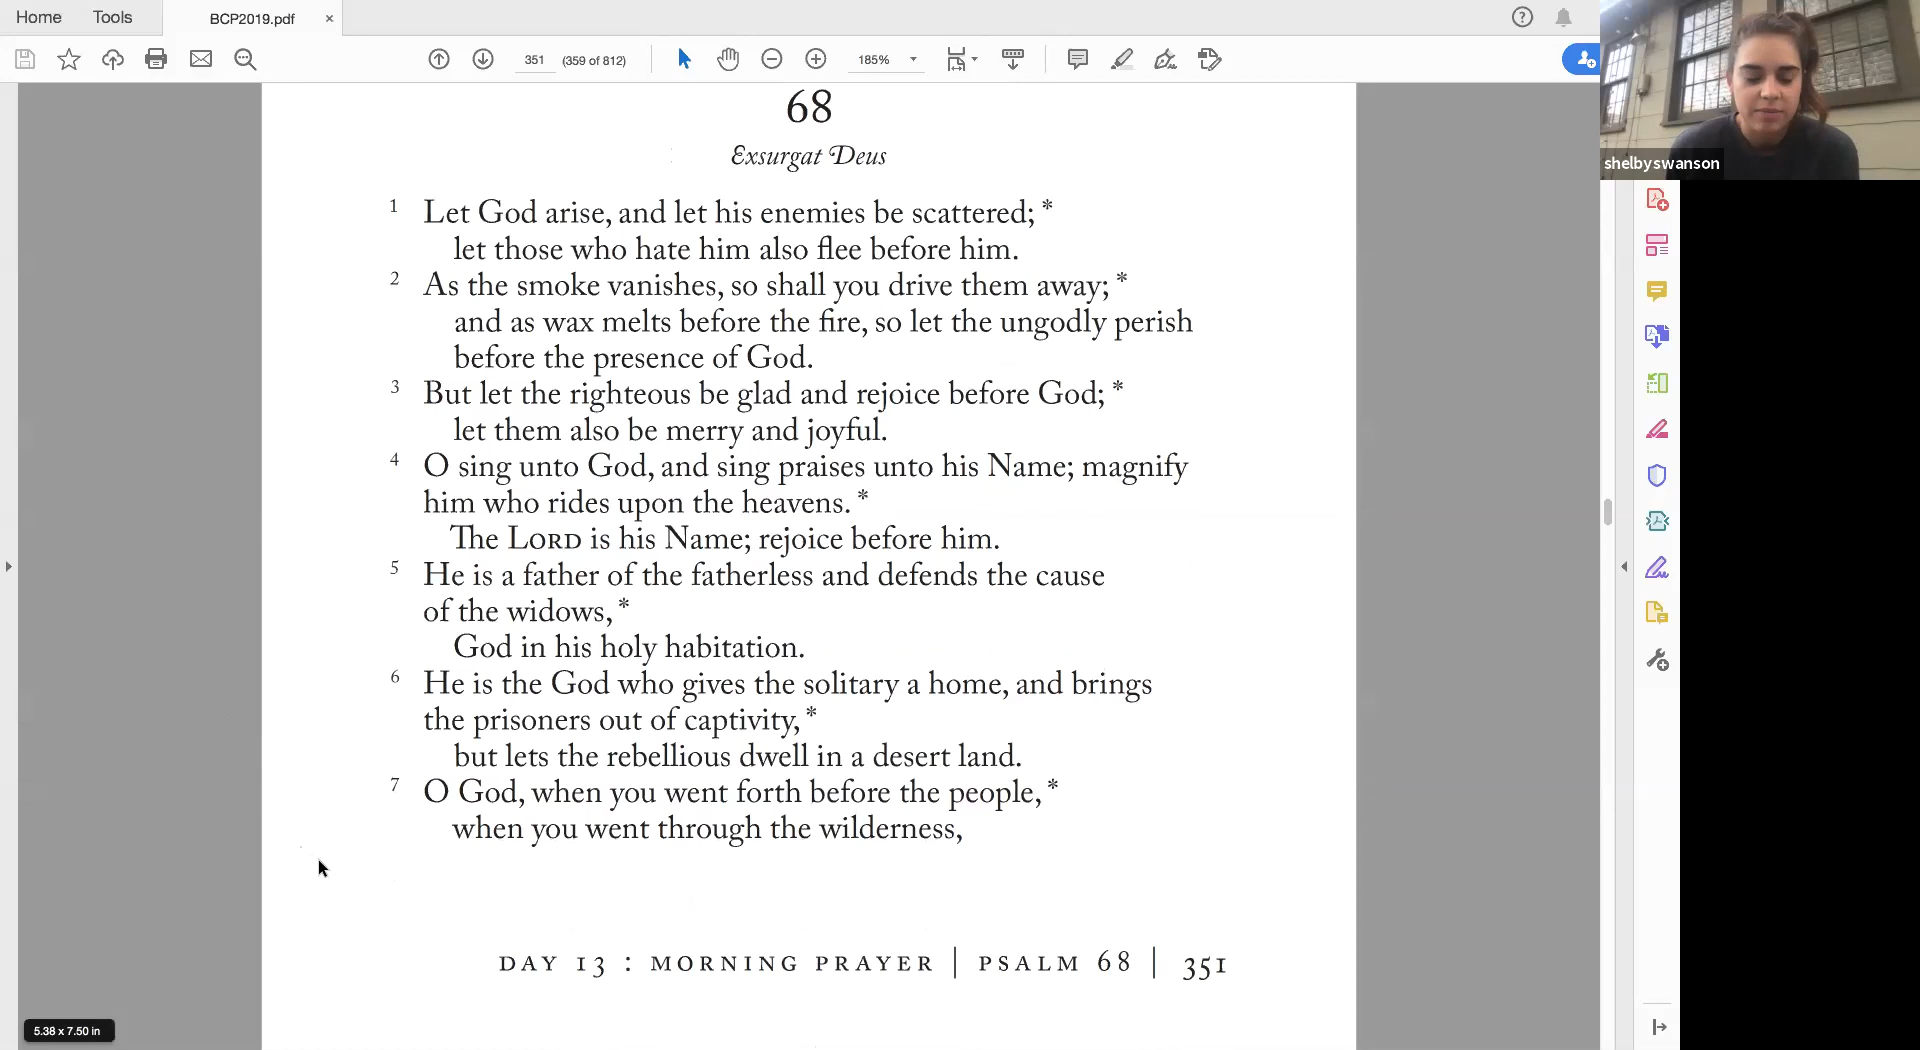 Home
Tools
BCP2019.pdf
×
351
(359 of 812)
185%
shelbyswanson
68
Exsurgat Deus
1 Let God arise, and let his enemies be scattered; *
let those who hate him also flee before him.
2 As the smoke vanishes, so shall you drive them away; *
and as wax melts before the fire, so let the ungodly perish
before the presence of God.
3 But let the righteous be glad and rejoice before God; *
let them also be merry and joyful.
4 O sing unto God, and sing praises unto his Name; magnify
him who rides upon the heavens. *
The LORD is his Name; rejoice before him.
5 He is a father of the fatherless and defends the cause
of the widows, *
God in his holy habitation.
6 He is the God who gives the solitary a home, and brings
the prisoners out of captivity, *
but lets the rebellious dwell in a desert land.
7 O God, when you went forth before the people, *
when you went through the wilderness,
DAY 13 : MORNING PRAYER | PSALM 68 | 351
5.38 x 7.50 in